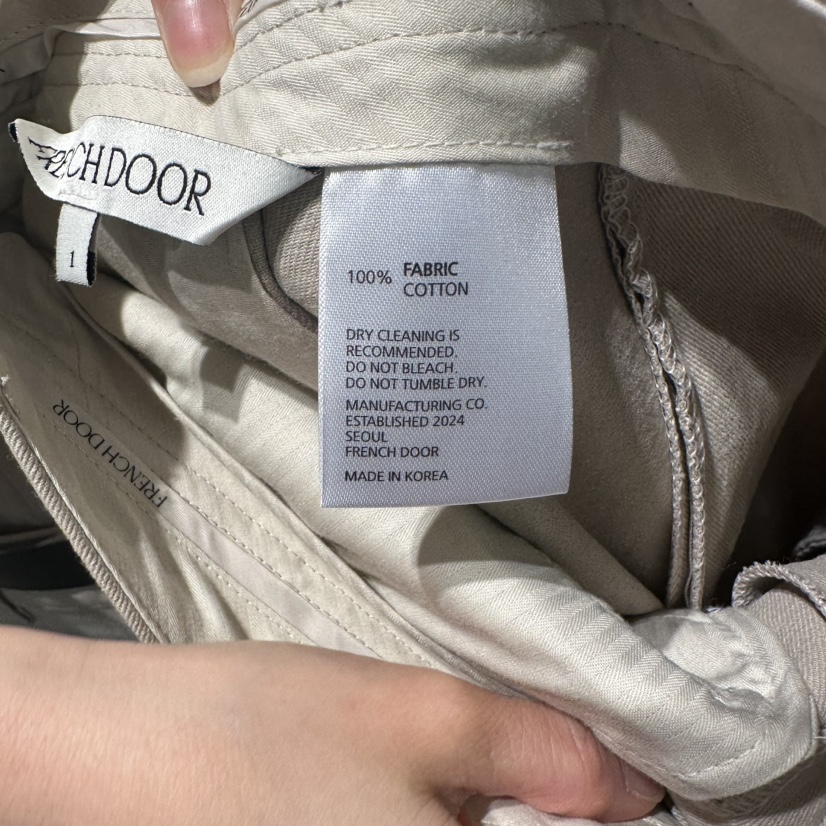 FRENCH DOOR
1
100% FABRIC
COTTON
DRY CLEANING IS
RECOMMENDED.
DO NOT BLEACH.
DO NOT TUMBLE DRY.
MANUFACTURING CO.
ESTABLISHED 2024
SEOUL
FRENCH DOOR
MADE IN KOREA
FRENCH DOOR